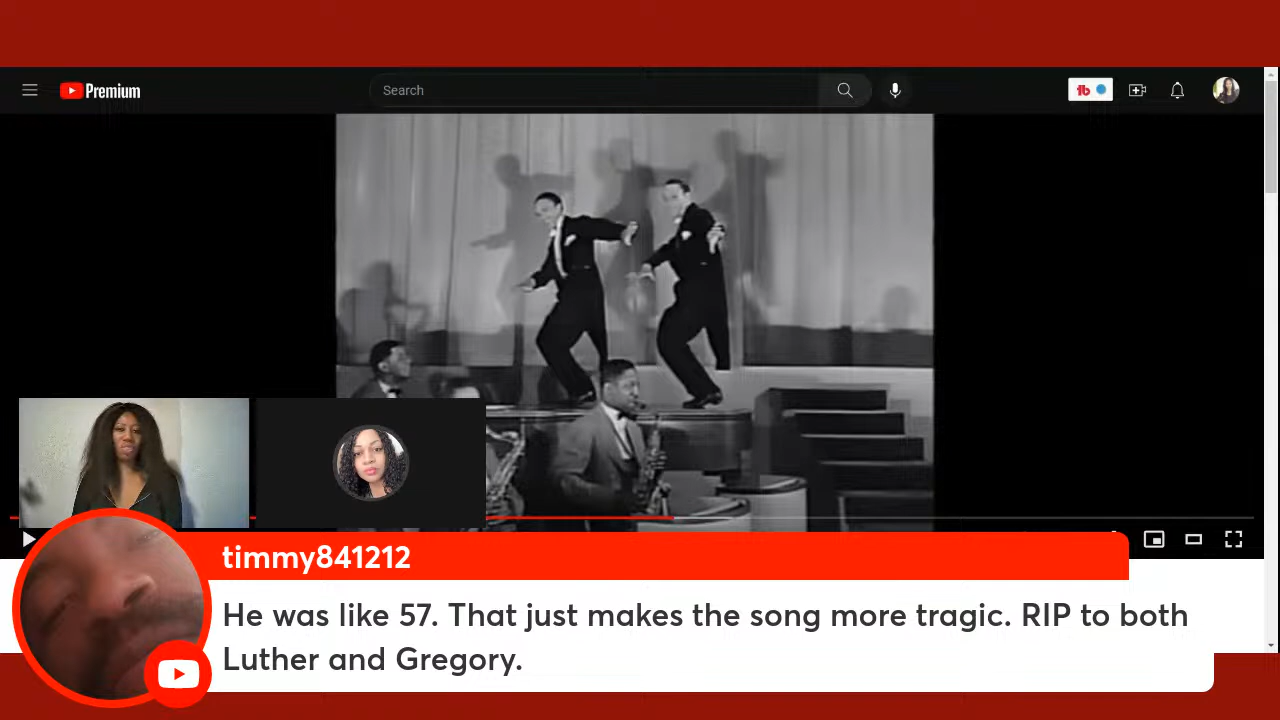 Premium
Search
tb
timmy841212
He was like 57. That just makes the song more tragic. RIP to both
Luther and Gregory.